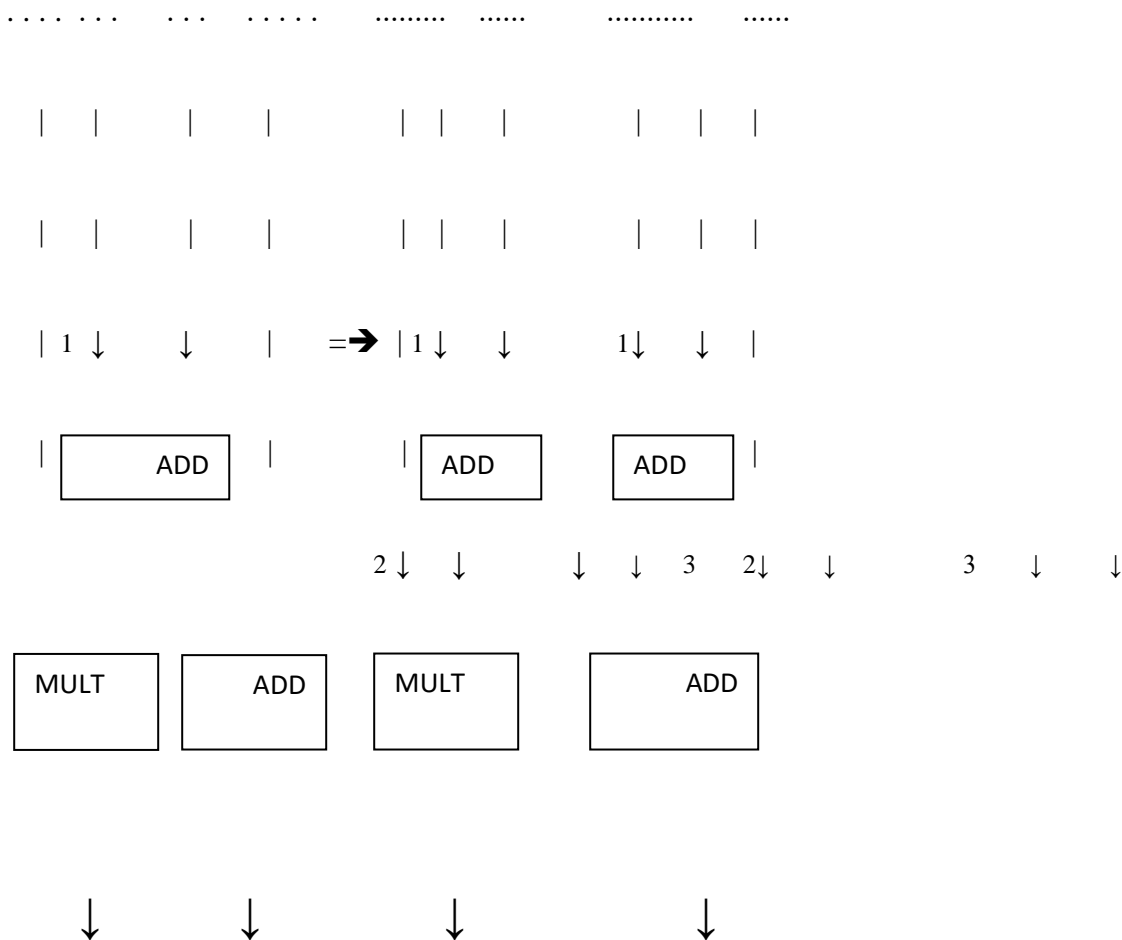 . . . . . . . . . . . . . . . ......... ...... ........... ......
| | | | | | | | | |
| | | | | | | | | |
| 1 ↓ ↓ | =➔ | 1 ↓ ↓ 1↓ ↓ |
| ADD | | ADD ADD |
2 ↓ ↓ ↓ ↓ 3 2↓ ↓ 3 ↓ ↓
MULT ADD MULT ADD
↓ ↓ ↓ ↓